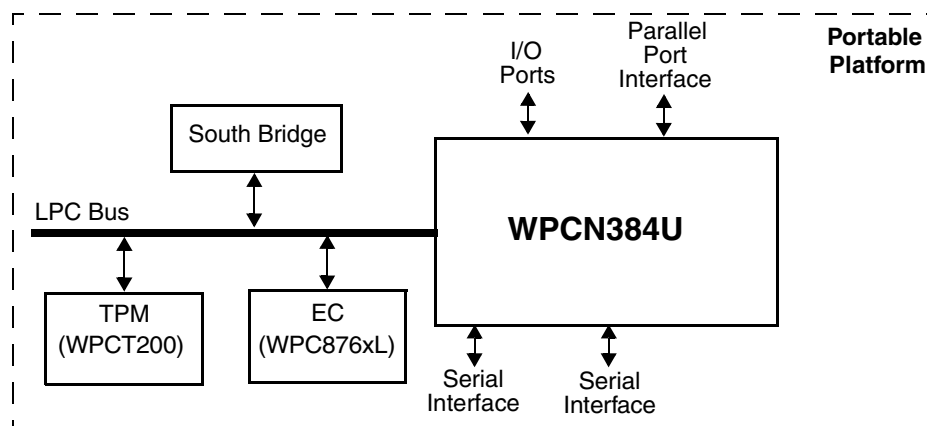 Portable
Platform
I/O
Ports
Parallel
Port
Interface
South Bridge
LPC Bus
WPCN384U
TPM
(WPCT200)
EC
(WPC876xL)
Serial
Interface
Serial
Interface